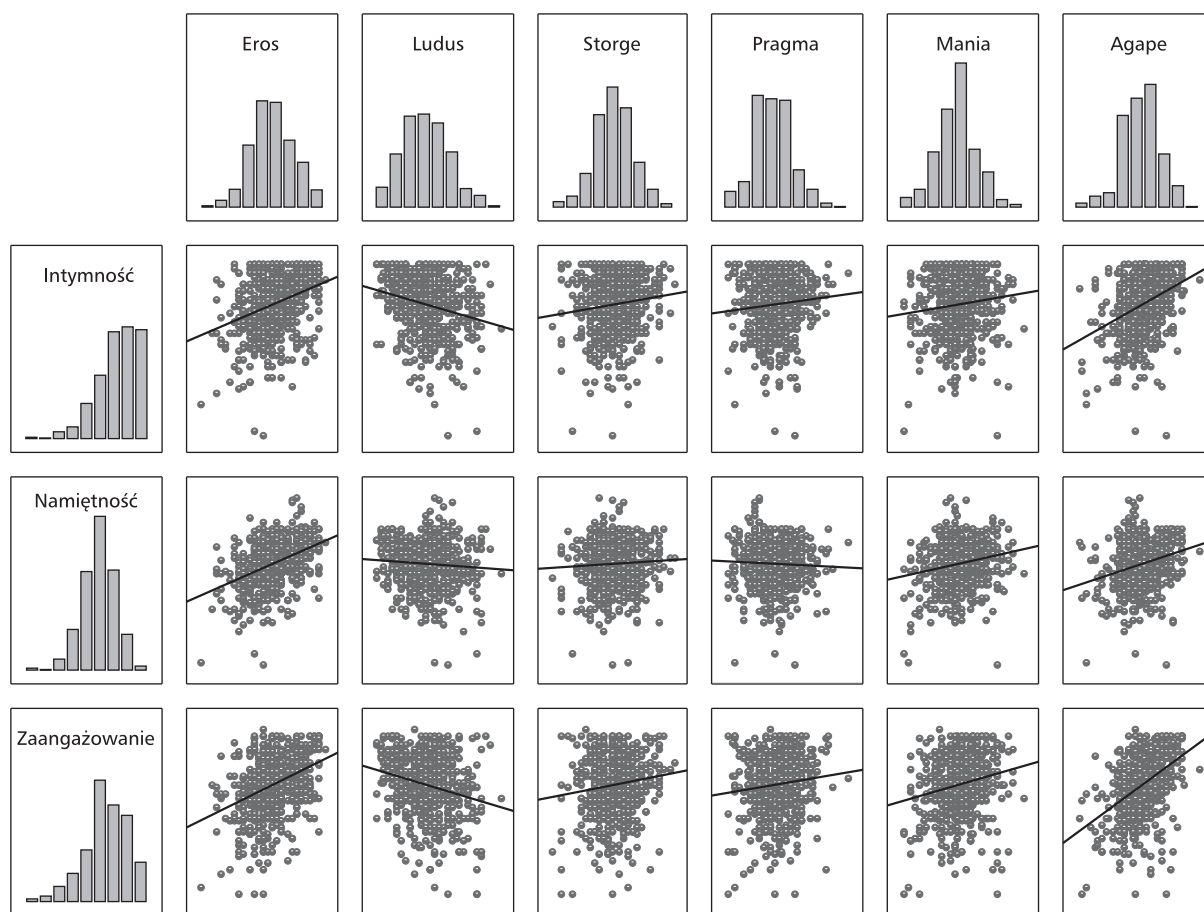 Eros
Ludus
Storge
Pragma
Mania
Agape
Intymność
Namiętność
Zaangażowanie